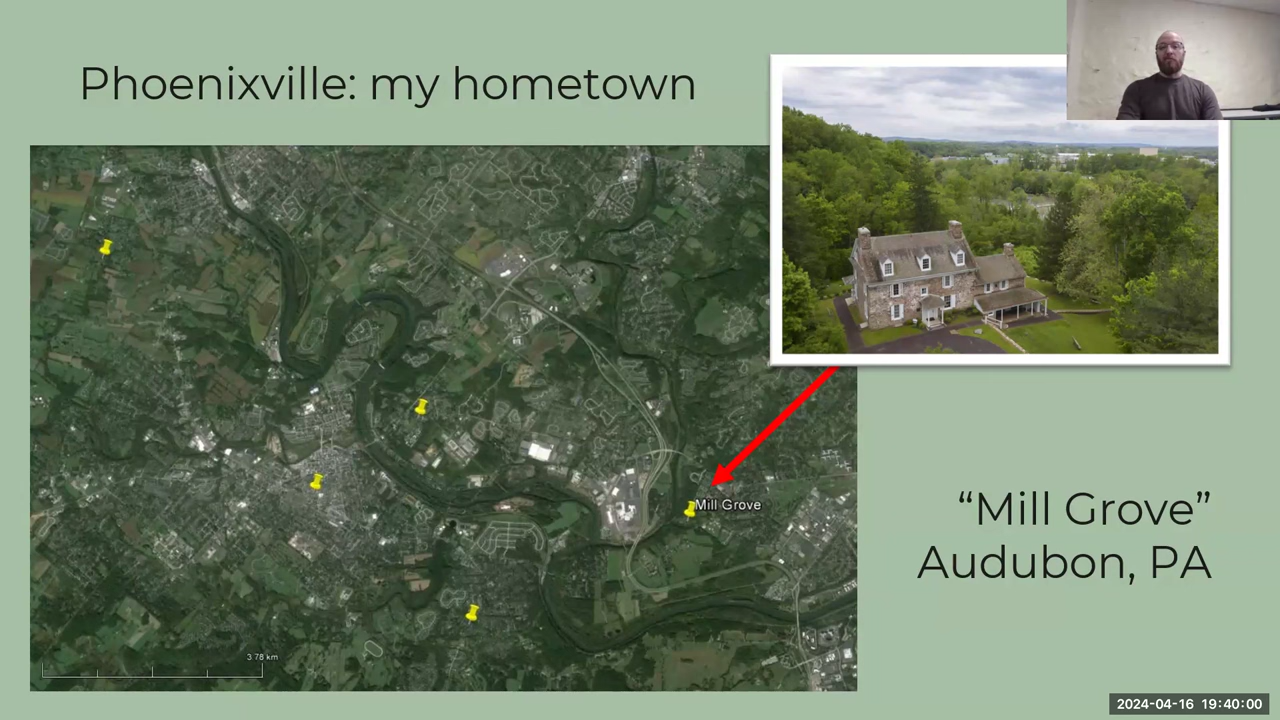 Phoenixville: my hometown
Mill Grove
“Mill Grove”
Audubon, PA
3.78 km
2024-04-16 19:40:00